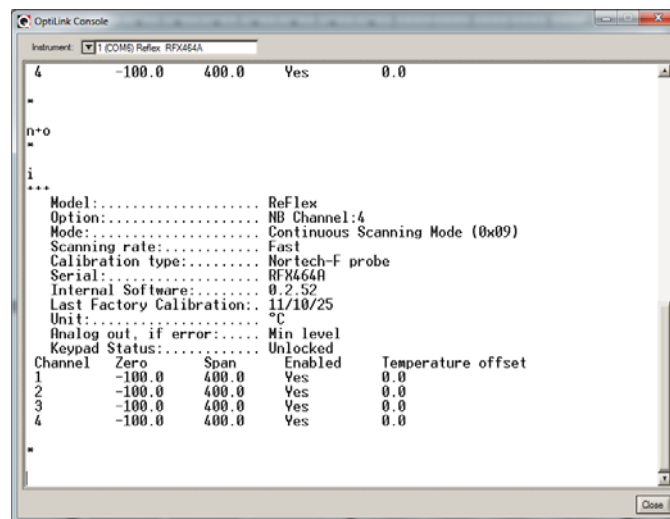 OptiLink Console
Instrument: 1 (COM6) Reflex RFX464A
4 -100.0 400.0 Yes 0.0
*
n+o
*
i
+++
Model:.................... ReFlex
Option:................... NB Channel:4
Mode:..................... Continuous Scanning Mode (0x09)
Scanning rate:............ Fast
Calibration type:......... Nortech-F probe
Serial:................... RFX464A
Internal Software:........ 0.2.52
Last Factory Calibration:. 11/10/25
Unit:..................... °C
Analog out, if error:..... Min level
Keypad Status:............ Unlocked
Channel Zero Span Enabled Temperature offset
1 -100.0 400.0 Yes 0.0
2 -100.0 400.0 Yes 0.0
3 -100.0 400.0 Yes 0.0
4 -100.0 400.0 Yes 0.0
*
Close